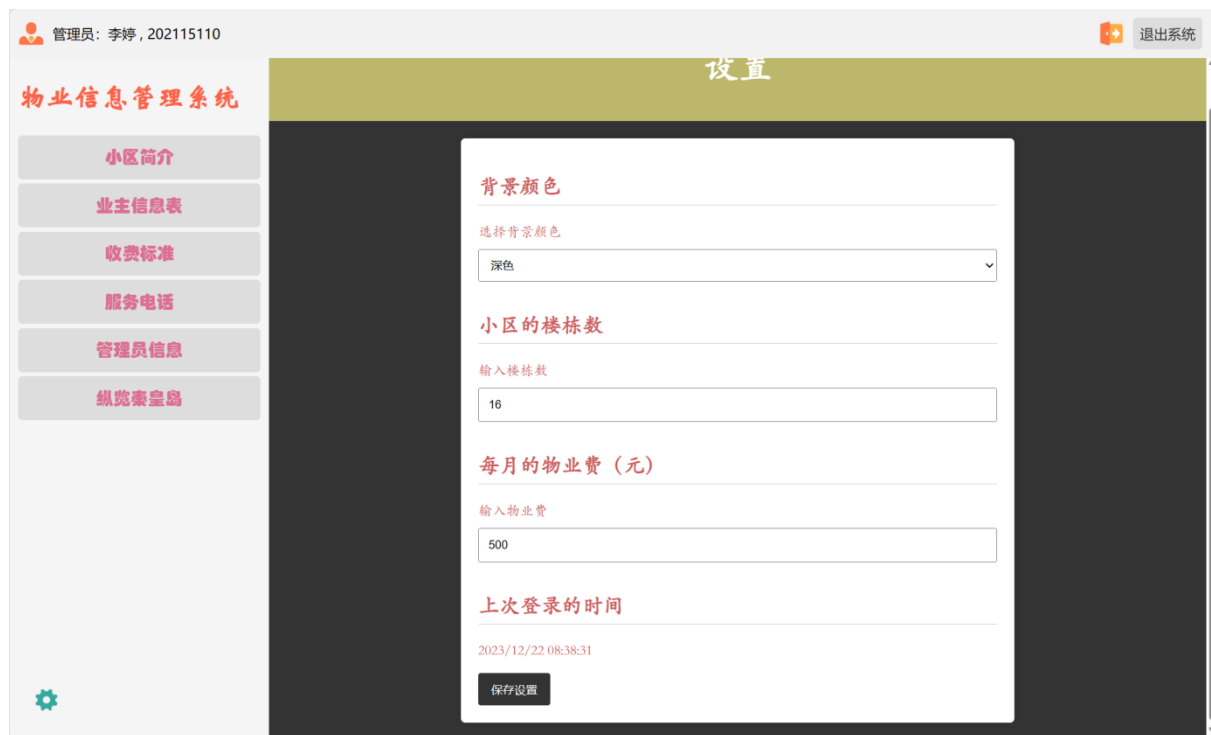 管理员：李婷 , 202115110
退出系统
物业信息管理系统
小区简介
业主信息表
收费标准
服务电话
管理员信息
纵览秦皇岛
设置
背景颜色
选择背景颜色
深色
小区的楼栋数
输入楼栋数
16
每月的物业费（元）
输入物业费
500
上次登录的时间
2023/12/22 08:38:31
保存设置